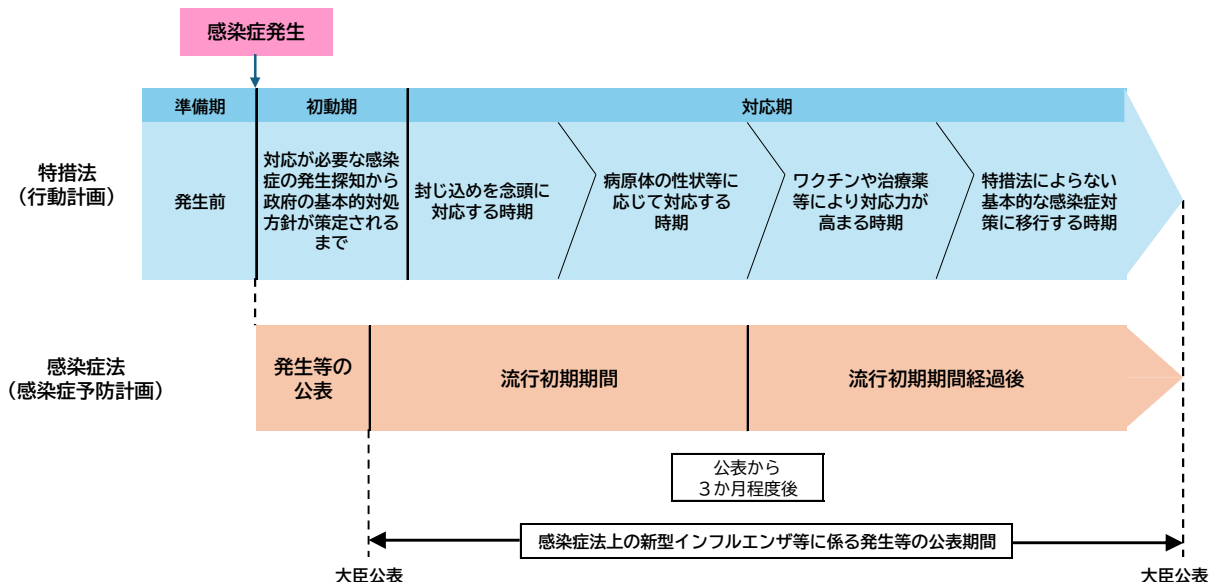 感染症発生
準備期
初動期
対応期
特措法
（行動計画）
発生前
対応が必要な感染
症の発生探知から
政府の基本的対処
方針が策定される
まで
封じ込めを念頭に
対応する時期
病原体の性状等に
応じて対応する
時期
ワクチンや治療薬
等により対応力が
高まる時期
特措法によらない
基本的な感染症対
策に移行する時期
感染症法
（感染症予防計画）
発生等の
公表
流行初期期間
流行初期期間経過後
公表から
３か月程度後
感染症法上の新型インフルエンザ等に係る発生等の公表期間
大臣公表
大臣公表